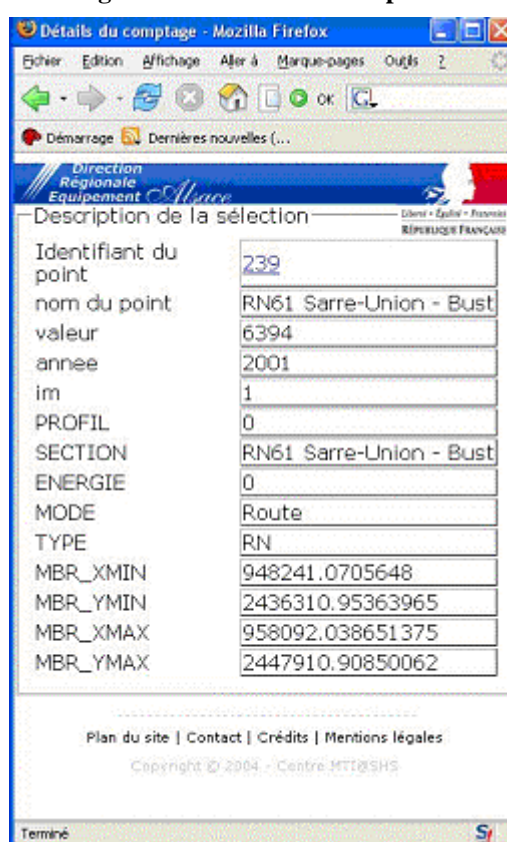 Détails du comptage - Mozilla Firefox
Fichier Edition Affichage Aller à Marque-pages Outils ?
OK G
Démarrage Dernières nouvelles (...
Direction
Régionale
Equipement Alsace
Description de la sélection
Liberté • Égalité • Fraternité
RÉPUBLIQUE FRANÇAISE
Identifiant du
point 239
nom du point RN61 Sarre-Union - Bust
valeur 6394
annee 2001
im 1
PROFIL 0
SECTION RN61 Sarre-Union - Bust
ENERGIE 0
MODE Route
TYPE RN
MBR_XMIN 948241.0705648
MBR_YMIN 2436310.95363965
MBR_XMAX 958092.038651375
MBR_YMAX 2447910.90850062
Plan du site | Contact | Crédits | Mentions légales
Copyright © 2004 - Centre MTI@SHS
Terminé